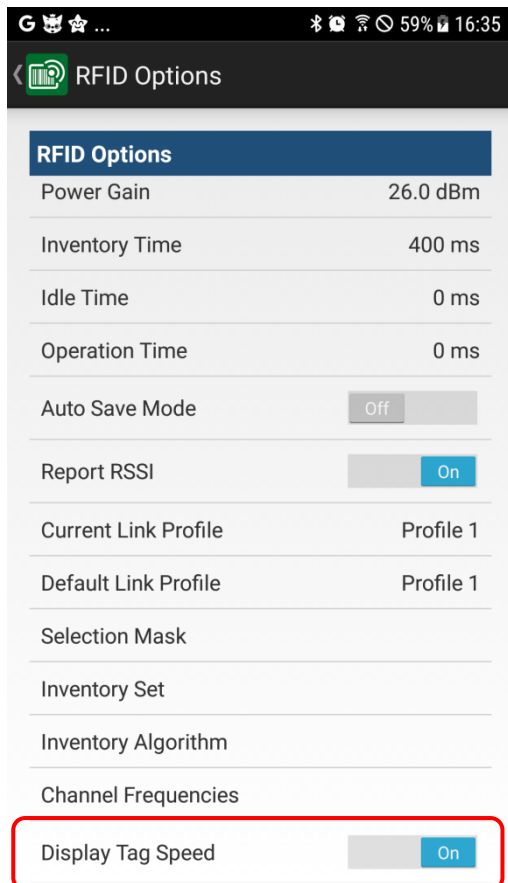 G ... 59% 16:35
RFID Options
RFID Options
Power Gain 26.0 dBm
Inventory Time 400 ms
Idle Time 0 ms
Operation Time 0 ms
Auto Save Mode Off
Report RSSI On
Current Link Profile Profile 1
Default Link Profile Profile 1
Selection Mask
Inventory Set
Inventory Algorithm
Channel Frequencies
Display Tag Speed On